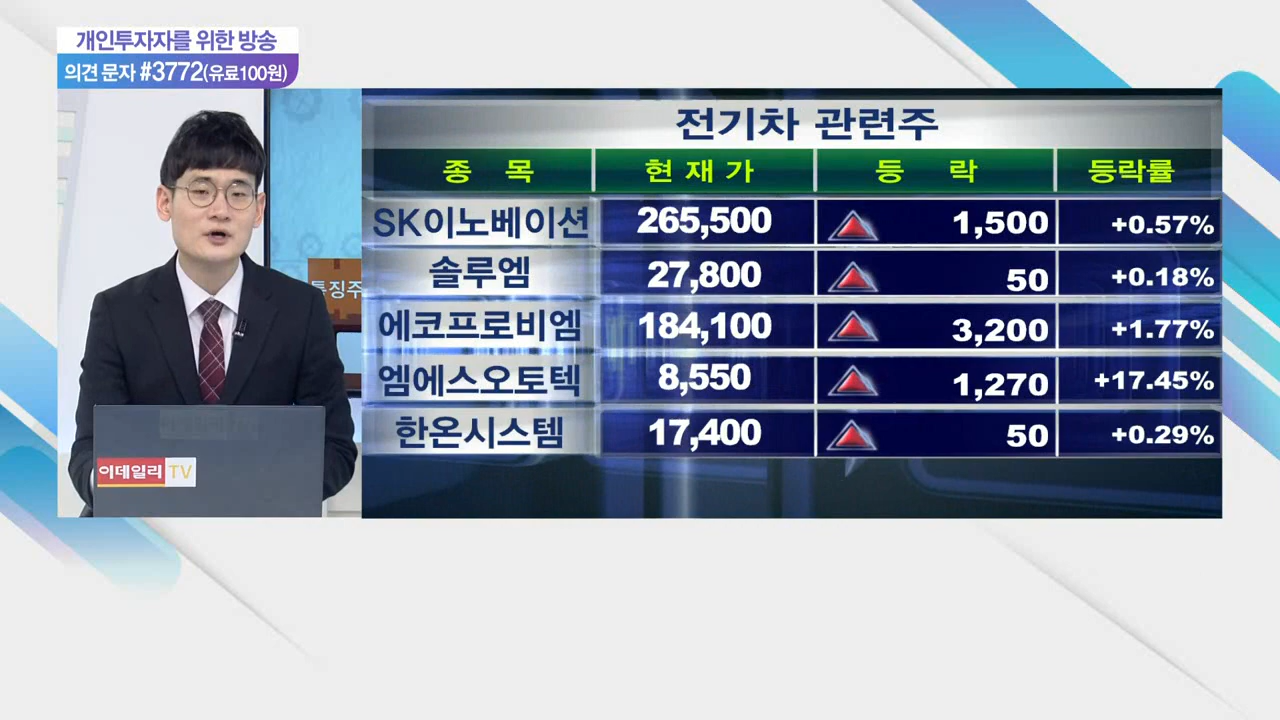 개인투자자를 위한 방송
의견 문자 #3772(유료100원)
특징주
이데일리 TV
전기차 관련주
종 목 현 재 가 등 락 등락률
SK이노베이션 265,500 1,500 +0.57%
솔루엠 27,800 50 +0.18%
에코프로비엠 184,100 3,200 +1.77%
엠에스오토텍 8,550 1,270 +17.45%
한온시스템 17,400 50 +0.29%